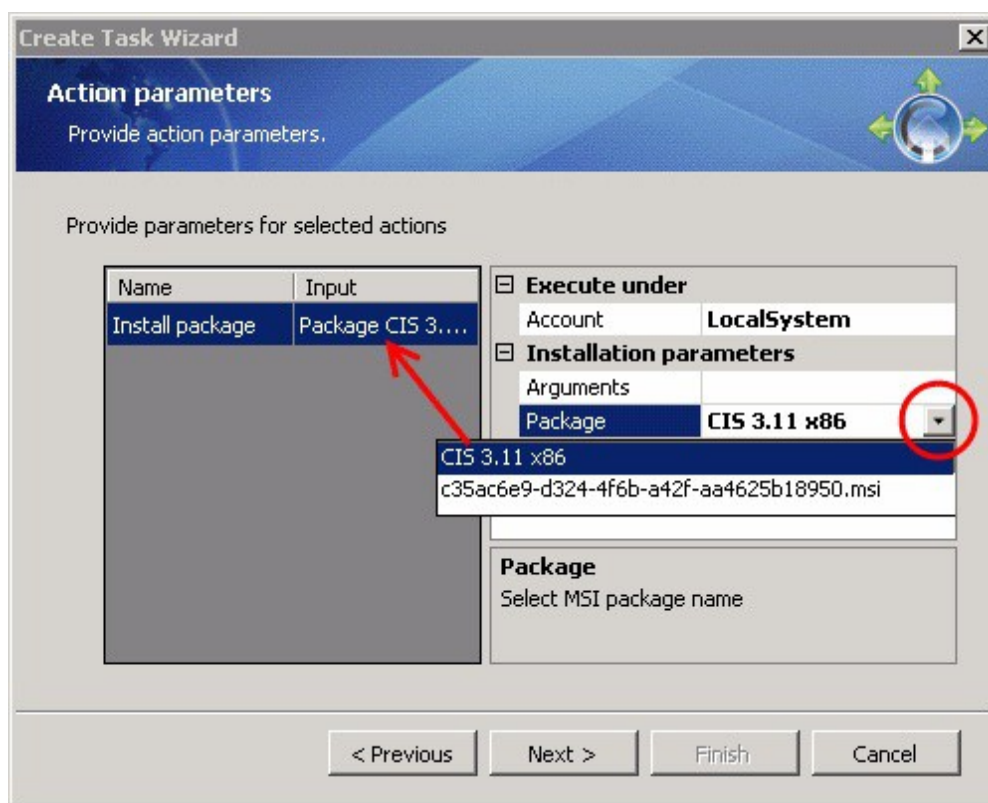 Create Task Wizard
Action parameters
Provide action parameters.
Provide parameters for selected actions
Name Input
Install package Package CIS 3....
Execute under
Account LocalSystem
Installation parameters
Arguments
Package CIS 3.11 x86
CIS 3.11 x86
c35ac6e9-d324-4f6b-a42f-aa4625b18950.msi
Package
Select MSI package name
< Previous Next > Finish Cancel